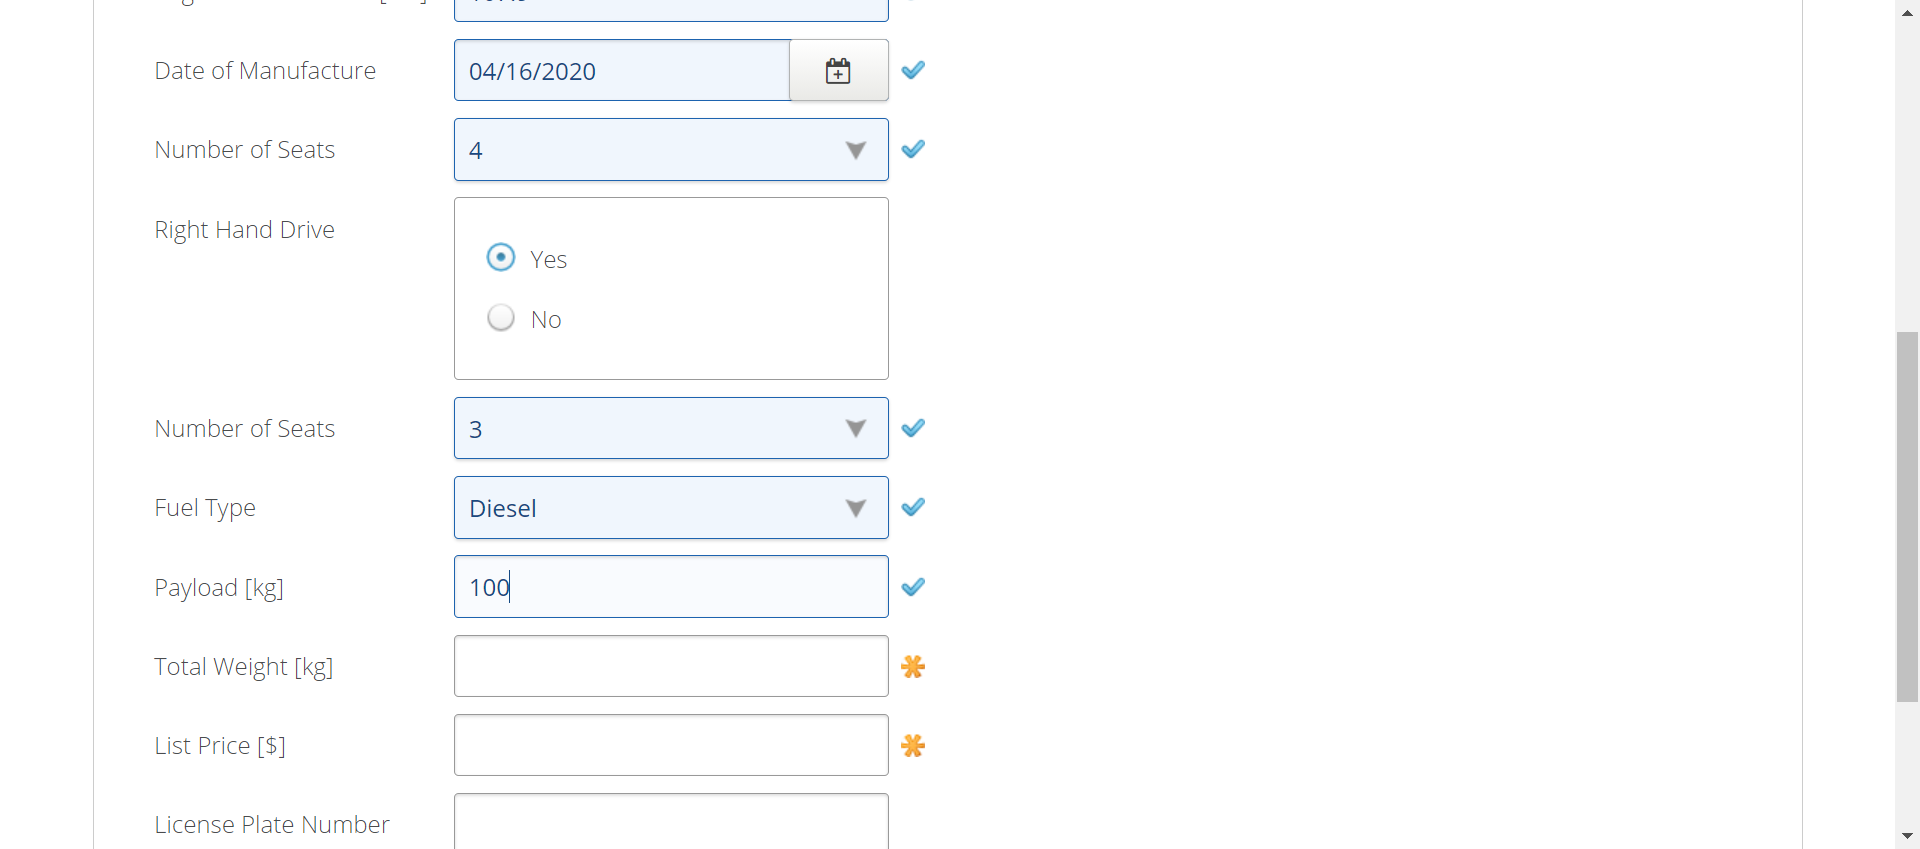 Date of Manufacture
04/16/2020
Number of Seats
4
Right Hand Drive
Yes
No
Number of Seats
3
Fuel Type
Diesel
Payload [kg]
100
Total Weight [kg]
List Price [$]
License Plate Number